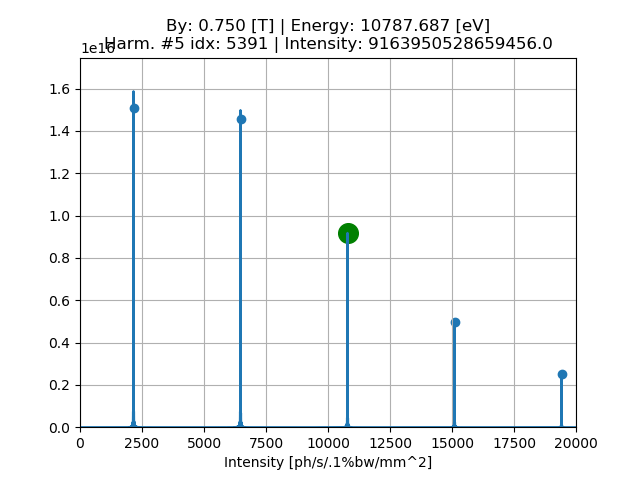 By: 0.750 [T] | Energy: 10787.687 [eV]
Harm. #5 idx: 5391 | Intensity: 9163950528659456.0
1e16
1.6
1.4
1.2
1.0
0.8
0.6
0.4
0.2
0.0
0 2500 5000 7500 10000 12500 15000 17500 20000
Intensity [ph/s/.1%bw/mm^2]